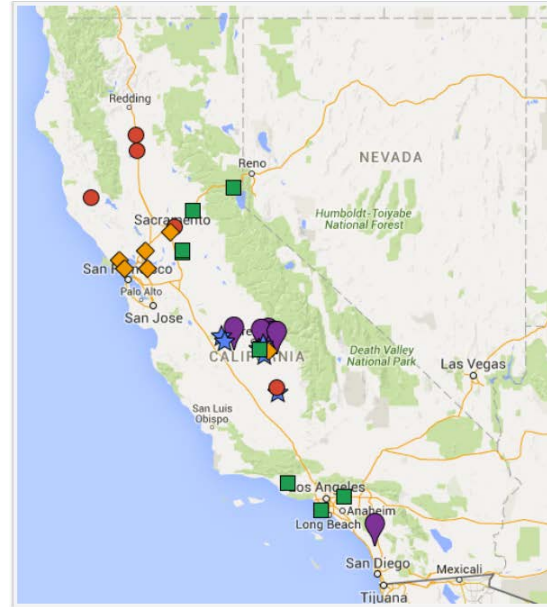 Redding
Reno
NEVADA
Sacramento
Humboldt-Toiyabe
National Forest
San Francisco
Palo Alto
San Jose
CALIFORNIA
Death Valley
National Park
Las Vegas
San Luis
Obispo
Los Angeles
Anaheim
Long Beach
San Diego
Mexicali
Tijuana